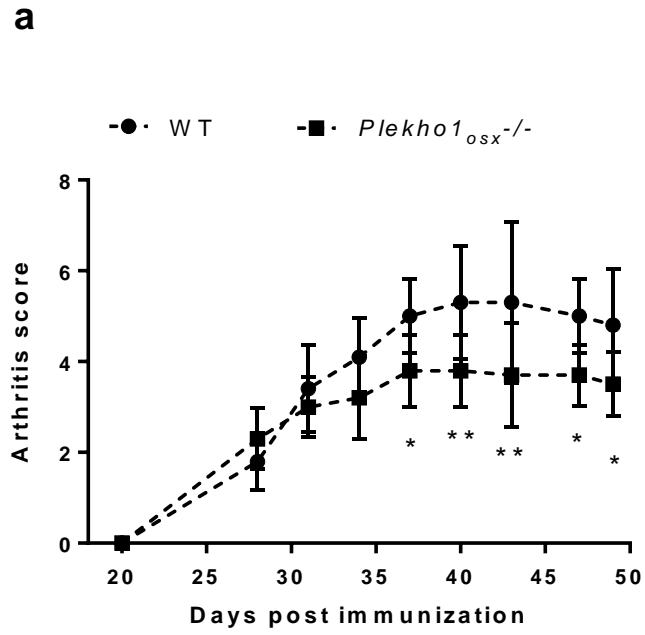 a
WT
Plekho1osx-/-
8
6
4
2
0
Arthritis score
* ** ** * *
20 25 30 35 40 45 50
Days post immunization